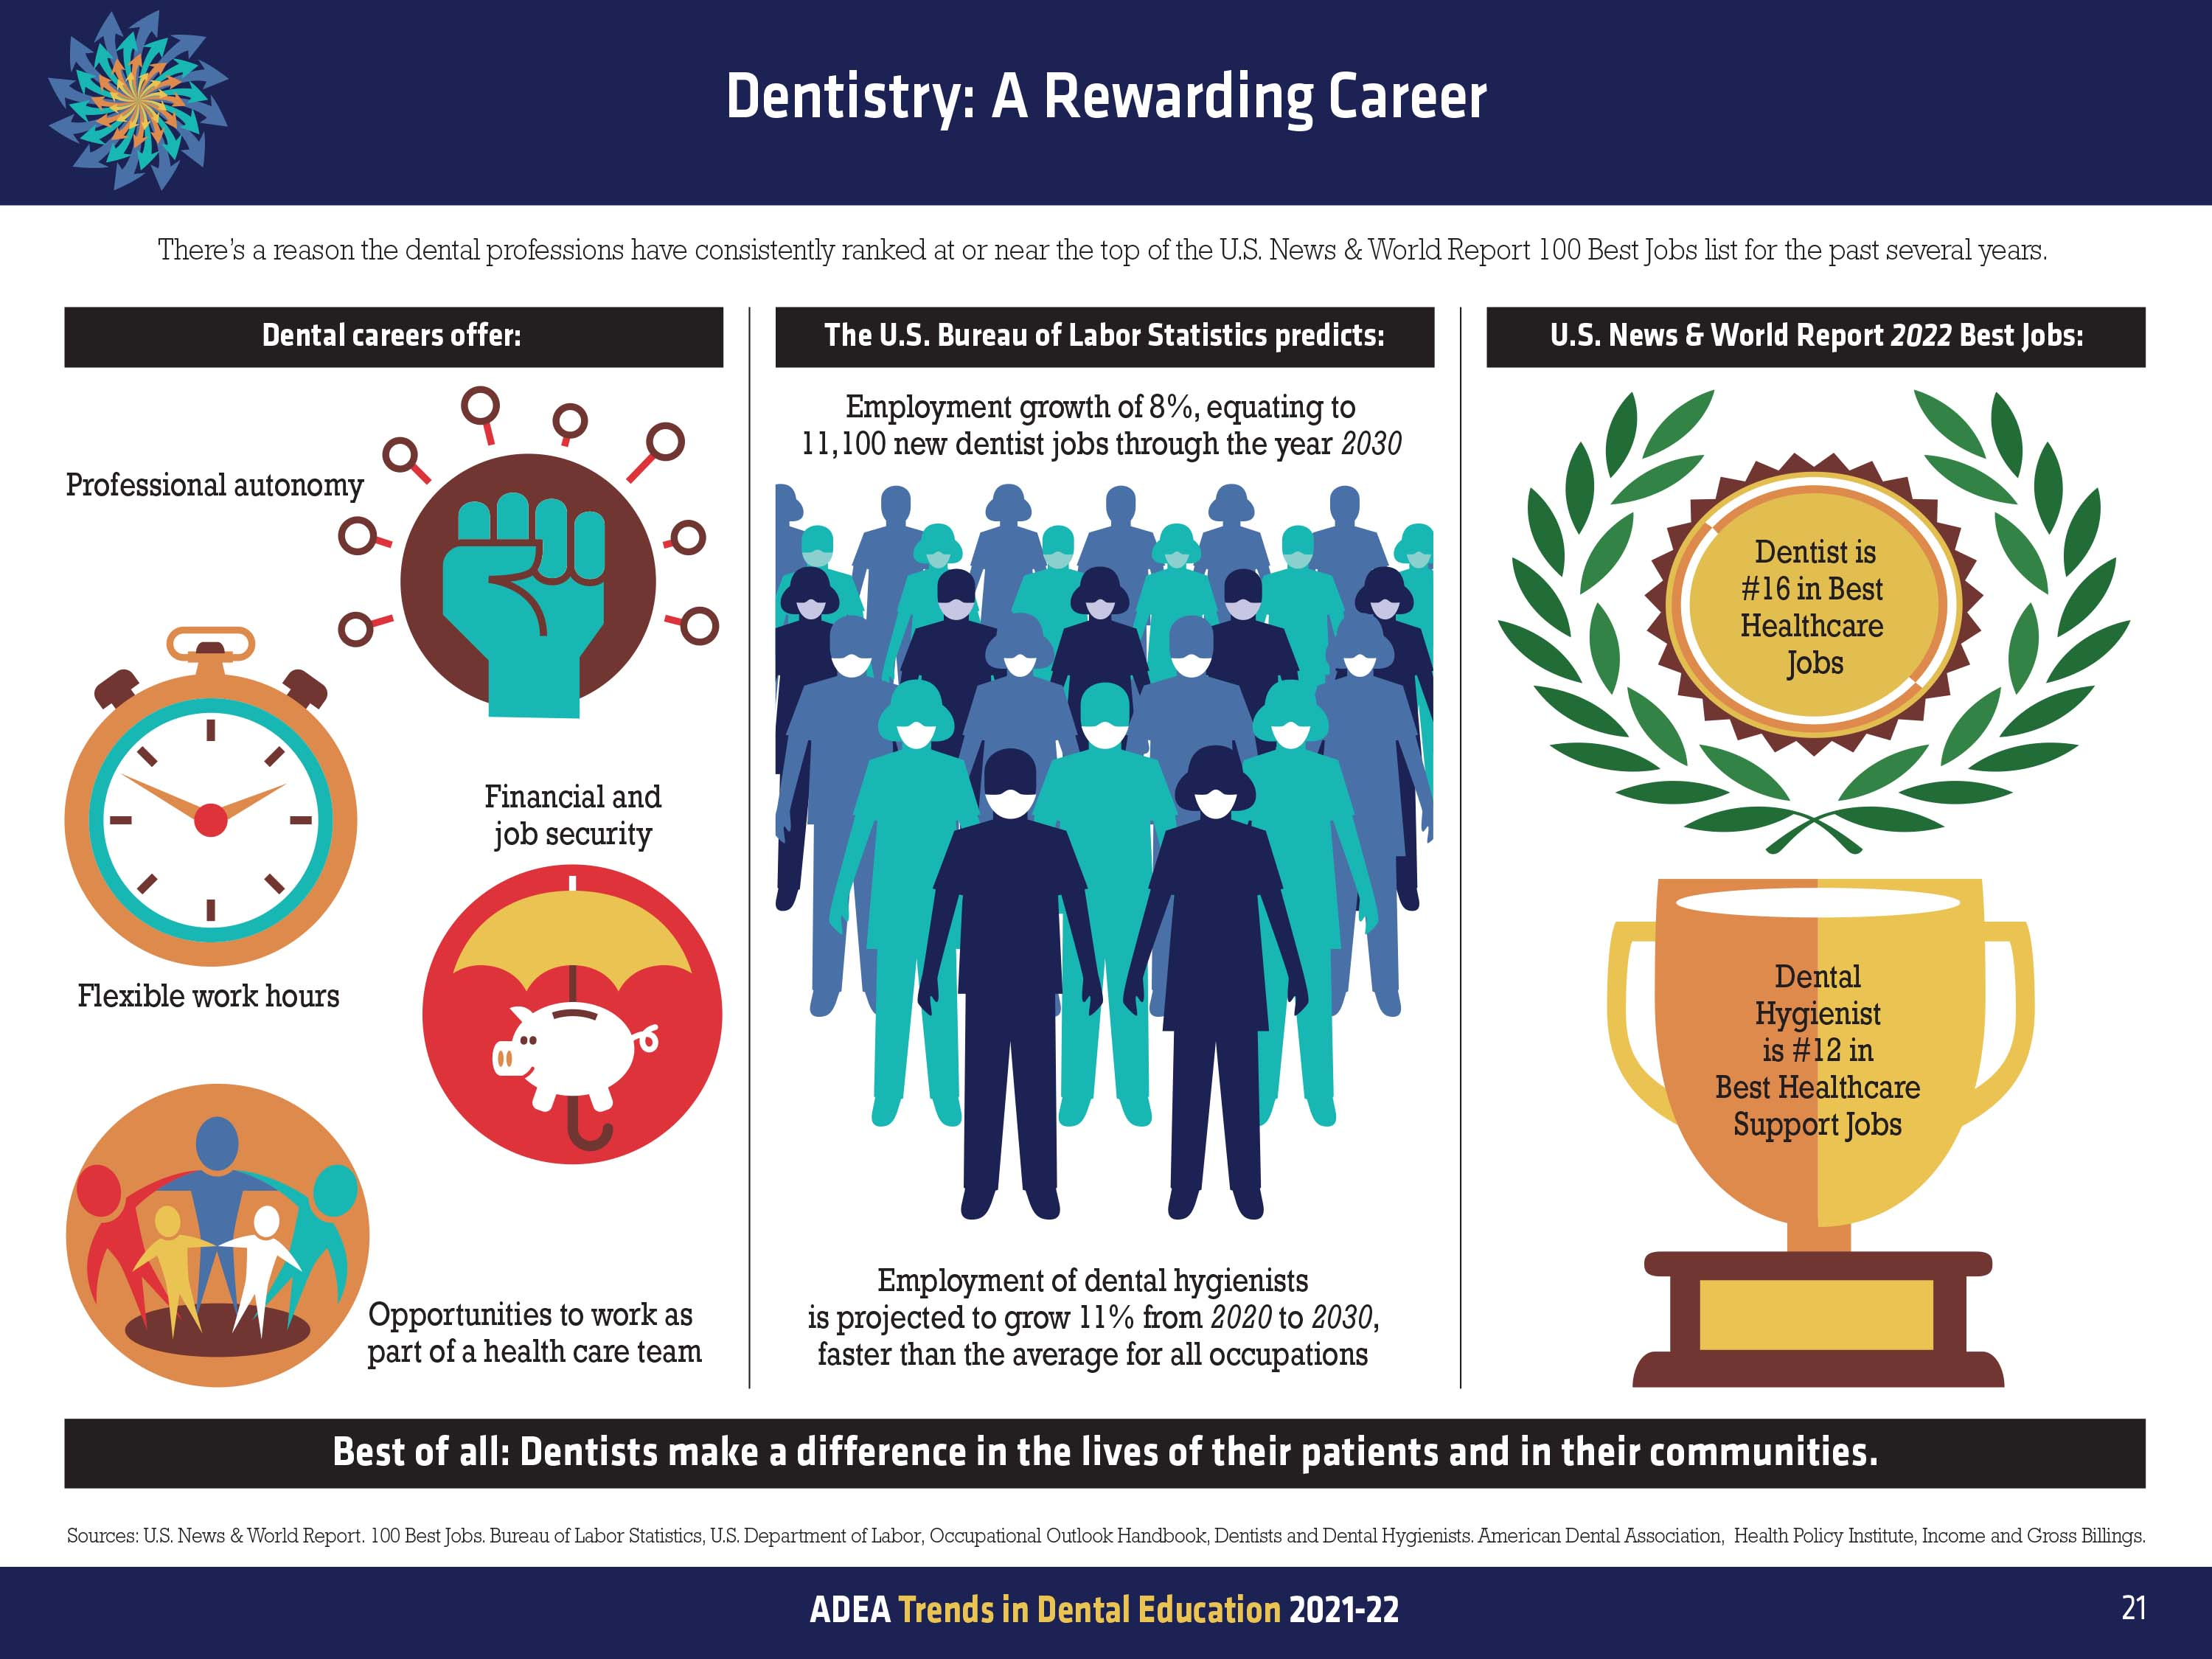 Dentistry: A Rewarding Career
There's a reason the dental professions have consistently ranked at or near the top of the U.S. News & World Report 100 Best Jobs list for the past several years.
Dental careers offer:
Professional autonomy
Financial and
job security
Flexible work hours
Opportunities to work as
part of a health care team
The U.S. Bureau of Labor Statistics predicts:
Employment growth of 8%, equating to
11,100 new dentist jobs through the year 2030
Employment of dental hygienists
is projected to grow 11% from 2020 to 2030,
faster than the average for all occupations
U.S. News & World Report 2022 Best Jobs:
Dentist is
#16 in Best
Healthcare
Jobs
Dental
Hygienist
is #12 in
Best Healthcare
Support Jobs
Best of all: Dentists make a difference in the lives of their patients and in their communities.
Sources: U.S. News & World Report. 100 Best Jobs. Bureau of Labor Statistics, U.S. Department of Labor, Occupational Outlook Handbook, Dentists and Dental Hygienists. American Dental Association, Health Policy Institute, Income and Gross Billings.
ADEA Trends in Dental Education 2021-22
21